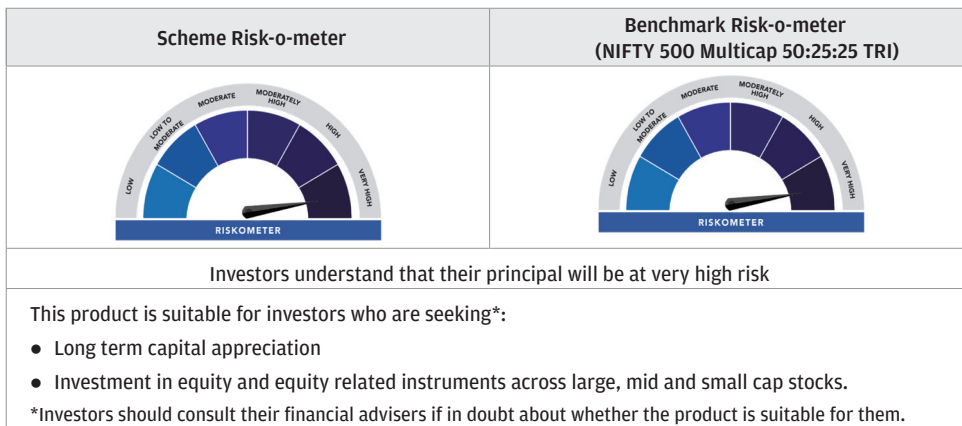 Scheme Risk-o-meter
Benchmark Risk-o-meter
(NIFTY 500 Multicap 50:25:25 TRI)
LOW
LOW TO
MODERATE
MODERATE
MODERATELY
HIGH
HIGH
VERY HIGH
RISKOMETER
LOW
LOW TO
MODERATE
MODERATE
MODERATELY
HIGH
HIGH
VERY HIGH
RISKOMETER
Investors understand that their principal will be at very high risk
This product is suitable for investors who are seeking*:
● Long term capital appreciation
● Investment in equity and equity related instruments across large, mid and small cap stocks.
*Investors should consult their financial advisers if in doubt about whether the product is suitable for them.